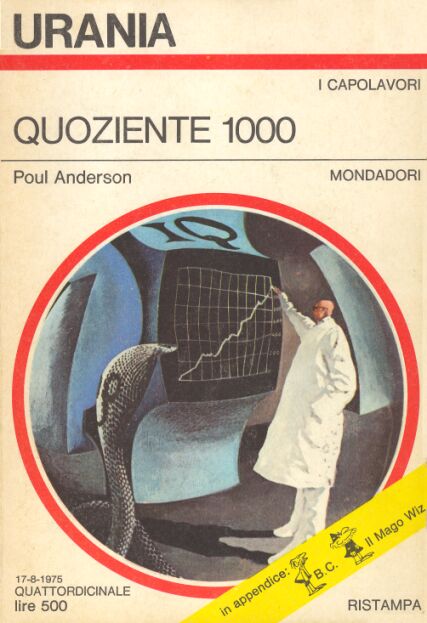 URANIA
I CAPOLAVORI
QUOZIENTE 1000
Poul Anderson
MONDADORI
IQ
17-8-1975
QUATTORDICINALE
lire 500
in appendice:
B.C.
Il Mago Wiz
RISTAMPA